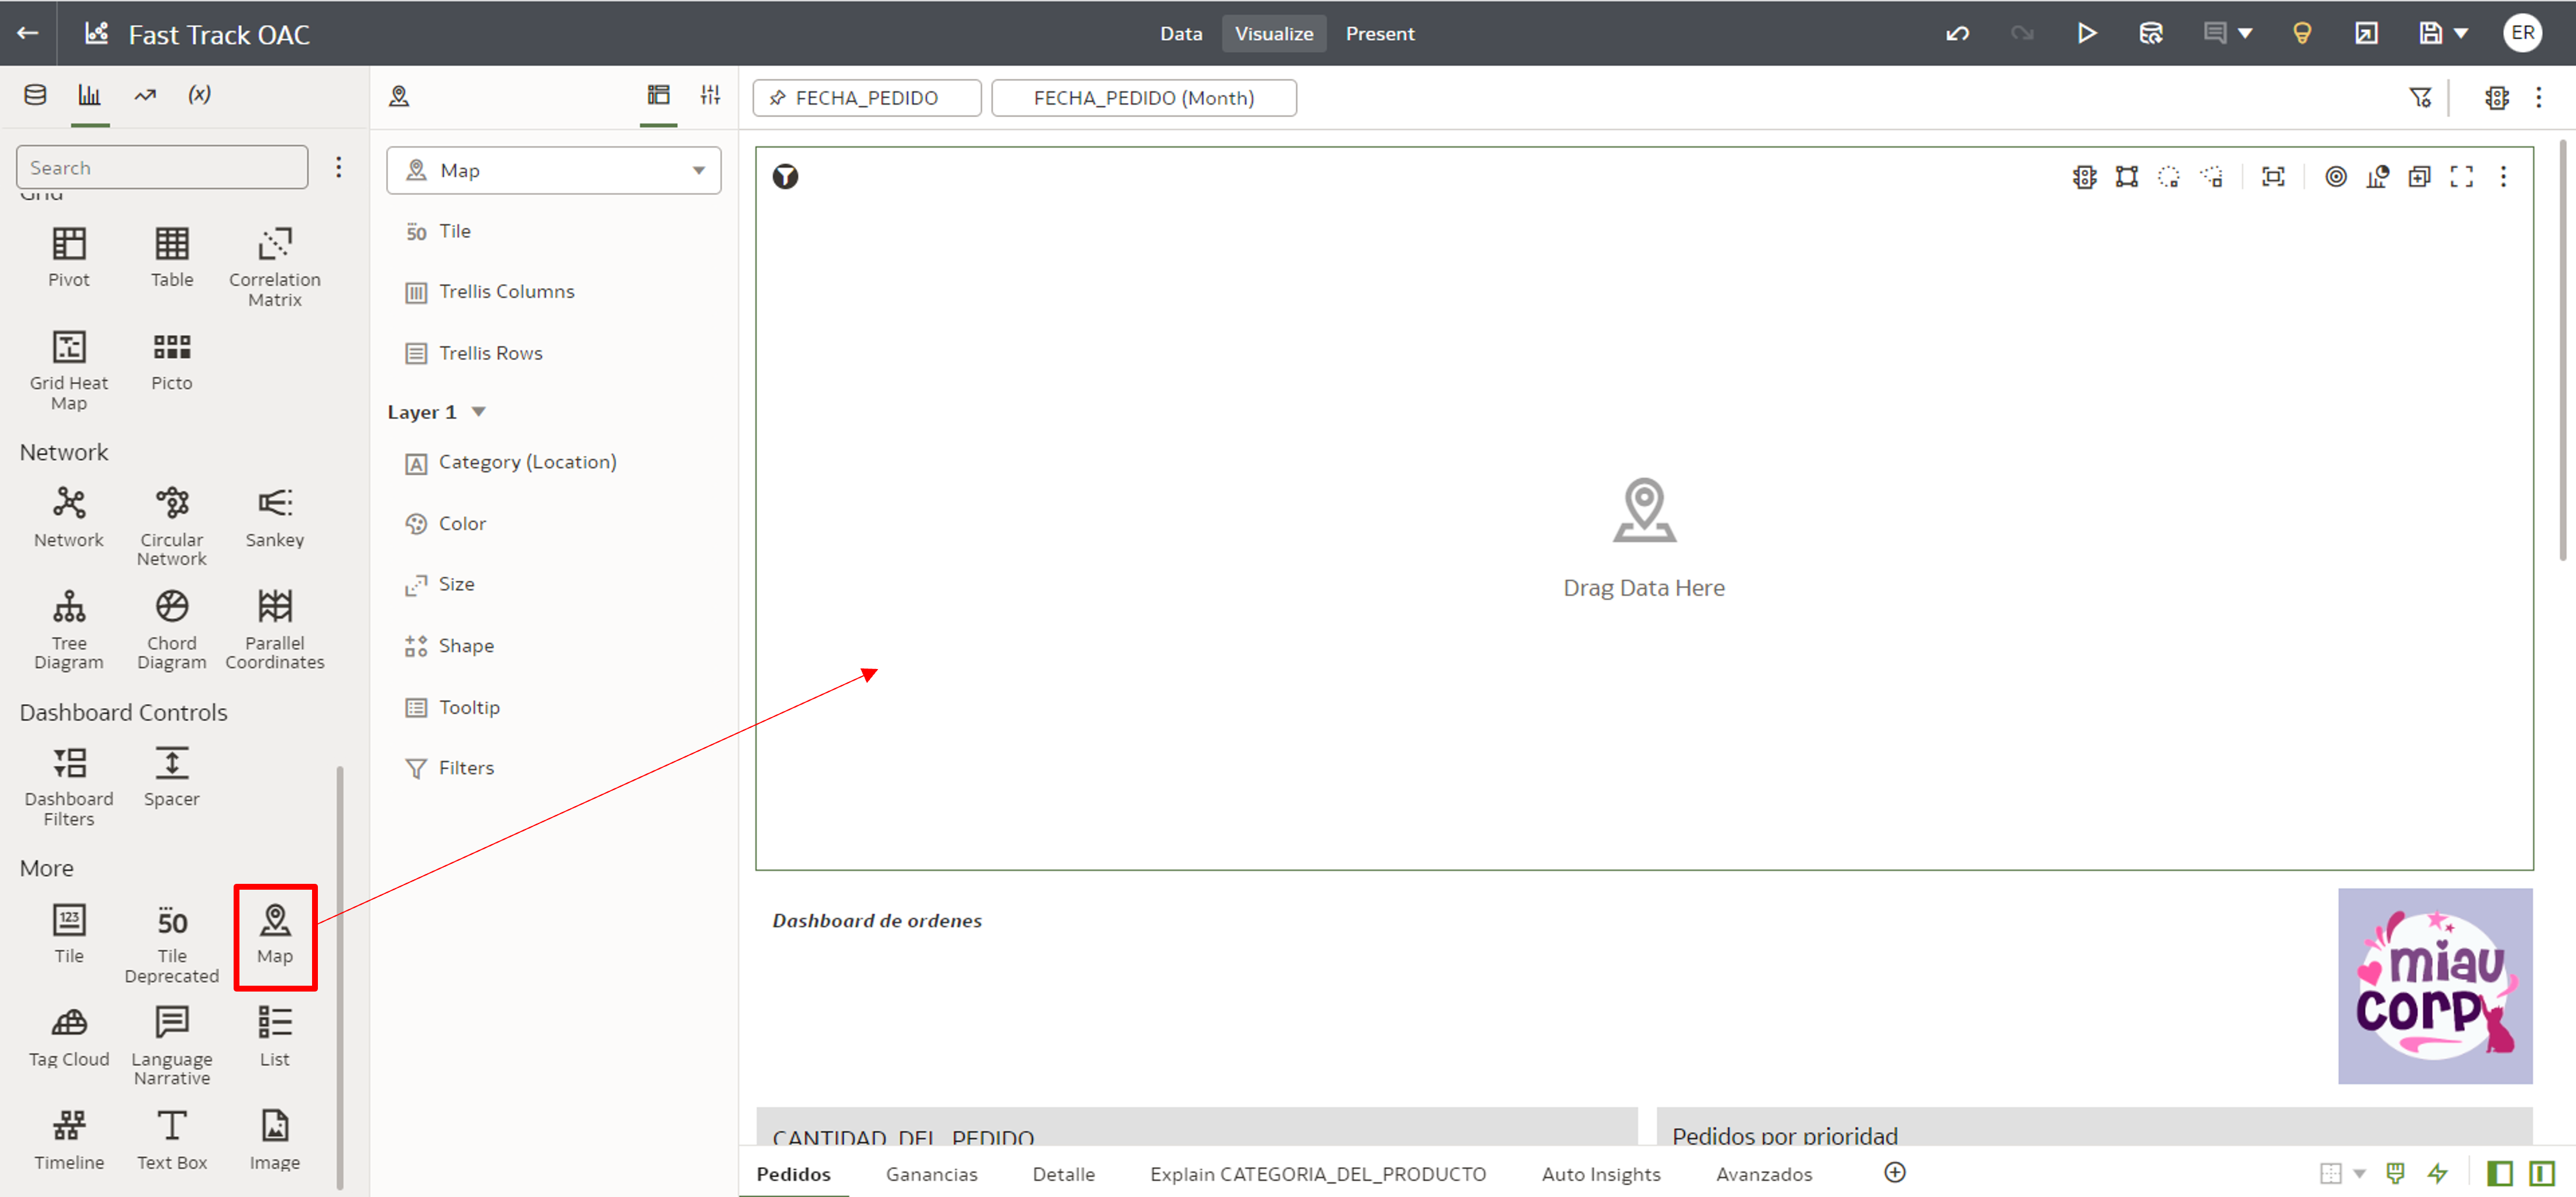 Fast Track OAC
Data
Visualize
Present
ER
(x)
FECHA_PEDIDO
FECHA_PEDIDO (Month)
Search
Grid
Pivot
Table
Correlation
Matrix
Grid Heat
Map
Picto
Network
Network
Circular
Network
Sankey
Tree
Diagram
Chord
Diagram
Parallel
Coordinates
Dashboard Controls
Dashboard
Filters
Spacer
More
123
Tile
50
Tile
Deprecated
Map
Tag Cloud
Language
Narrative
List
Timeline
T
Text Box
Image
Map
50
Tile
Trellis Columns
Trellis Rows
Layer 1
A
Category (Location)
Color
Size
Shape
Tooltip
Filters
Drag Data Here
Dashboard de ordenes
miau
corp
CANTIDAD_DEL_PEDIDO
Pedidos por prioridad
Pedidos
Ganancias
Detalle
Explain CATEGORIA_DEL_PRODUCTO
Auto Insights
Avanzados